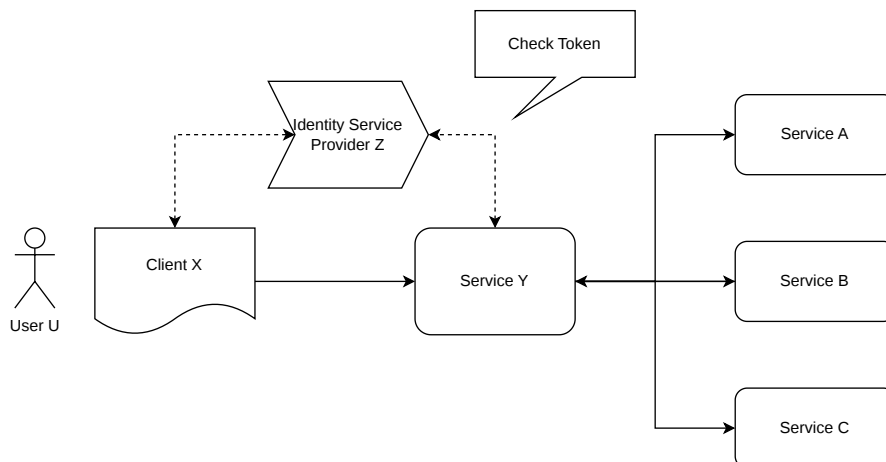 Check Token
Identity Service
Provider Z
Service A
Client X
Service Y
Service B
User U
Service C